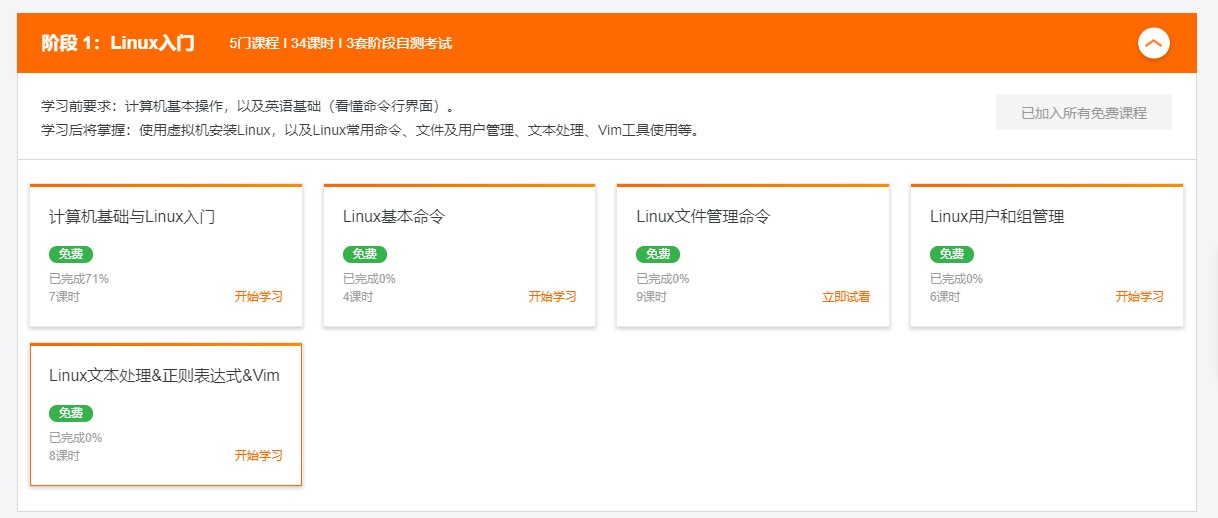 阶段 1：Linux入门 5门课程 | 34课时 | 3套阶段自测考试
学习前要求：计算机基本操作，以及英语基础（看懂命令行界面）。
学习后将掌握：使用虚拟机安装Linux，以及Linux常用命令、文件及用户管理、文本处理、Vim工具使用等。
已加入所有免费课程
计算机基础与Linux入门
免费
已完成71%
7课时 开始学习
Linux基本命令
免费
已完成0%
4课时 开始学习
Linux文件管理命令
免费
已完成0%
9课时 立即试看
Linux用户和组管理
免费
已完成0%
6课时 开始学习
Linux文本处理&正则表达式&Vim
免费
已完成0%
8课时 开始学习